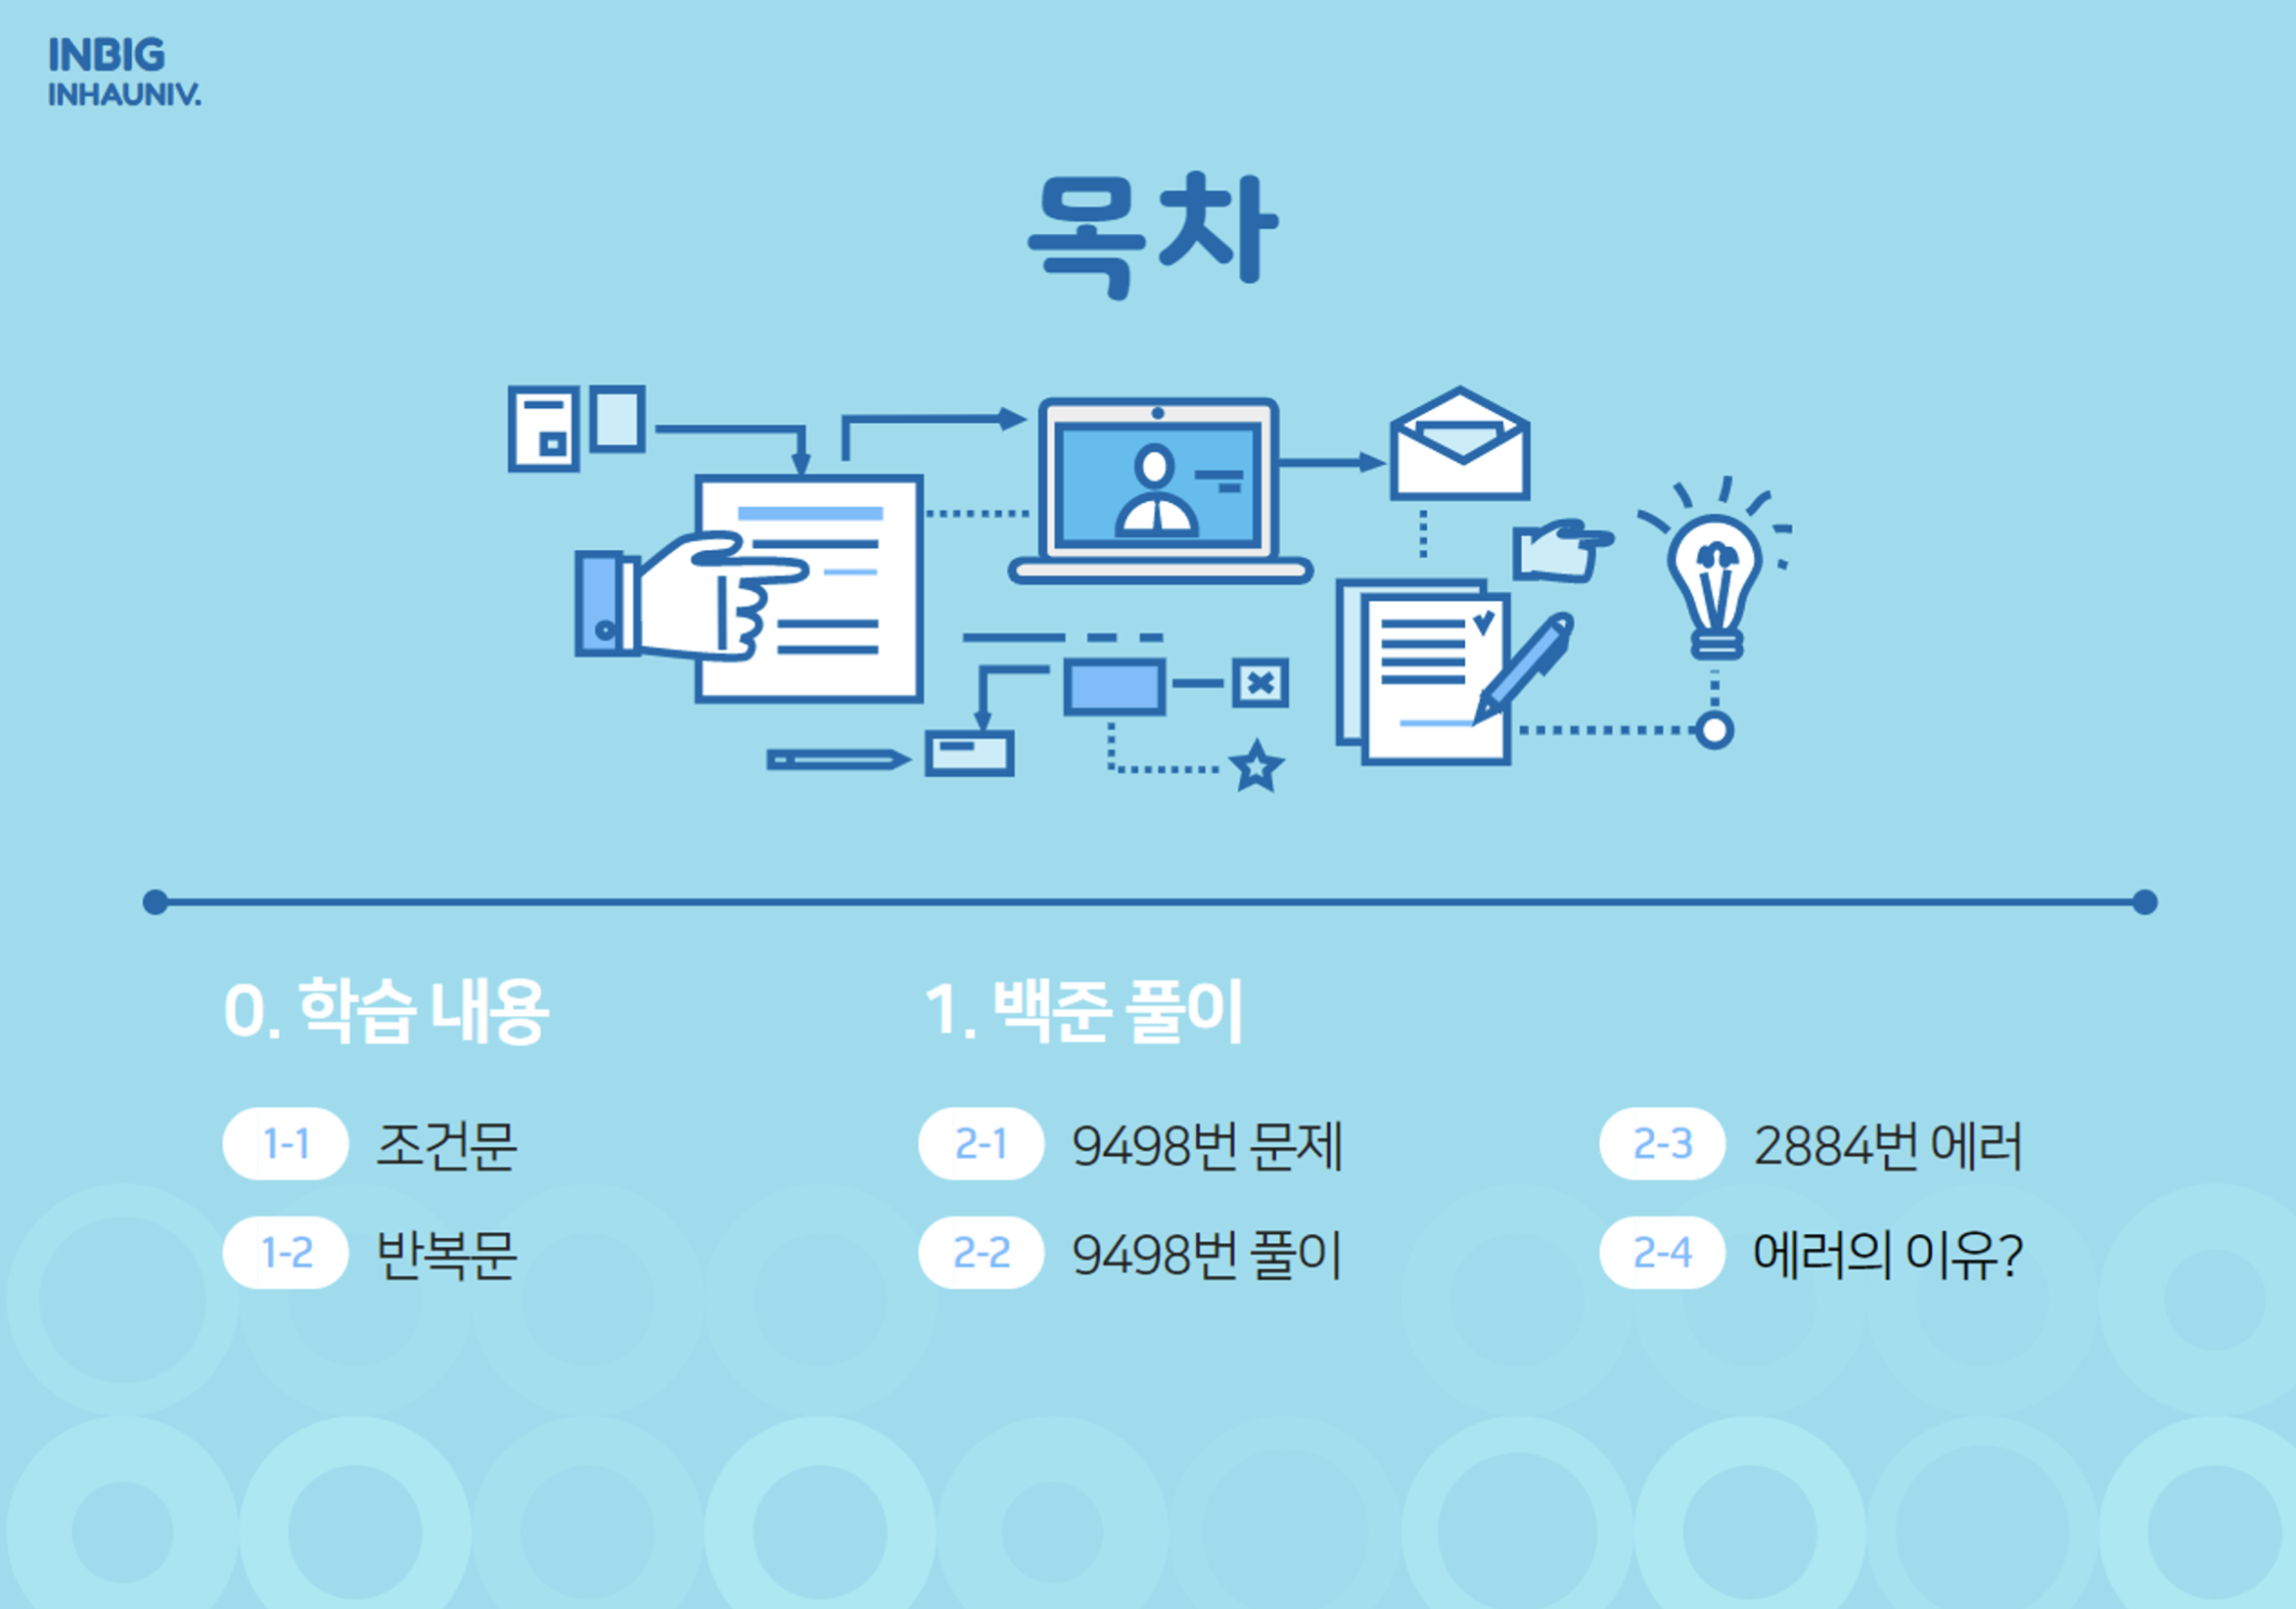 INBIG
INHAUNIV.
목차
0. 학습 내용
1-1 조건문
1-2 반복문
1. 백준 풀이
2-1 9498번 문제
2-2 9498번 풀이
2-3 2884번 에러
2-4 에러의 이유?